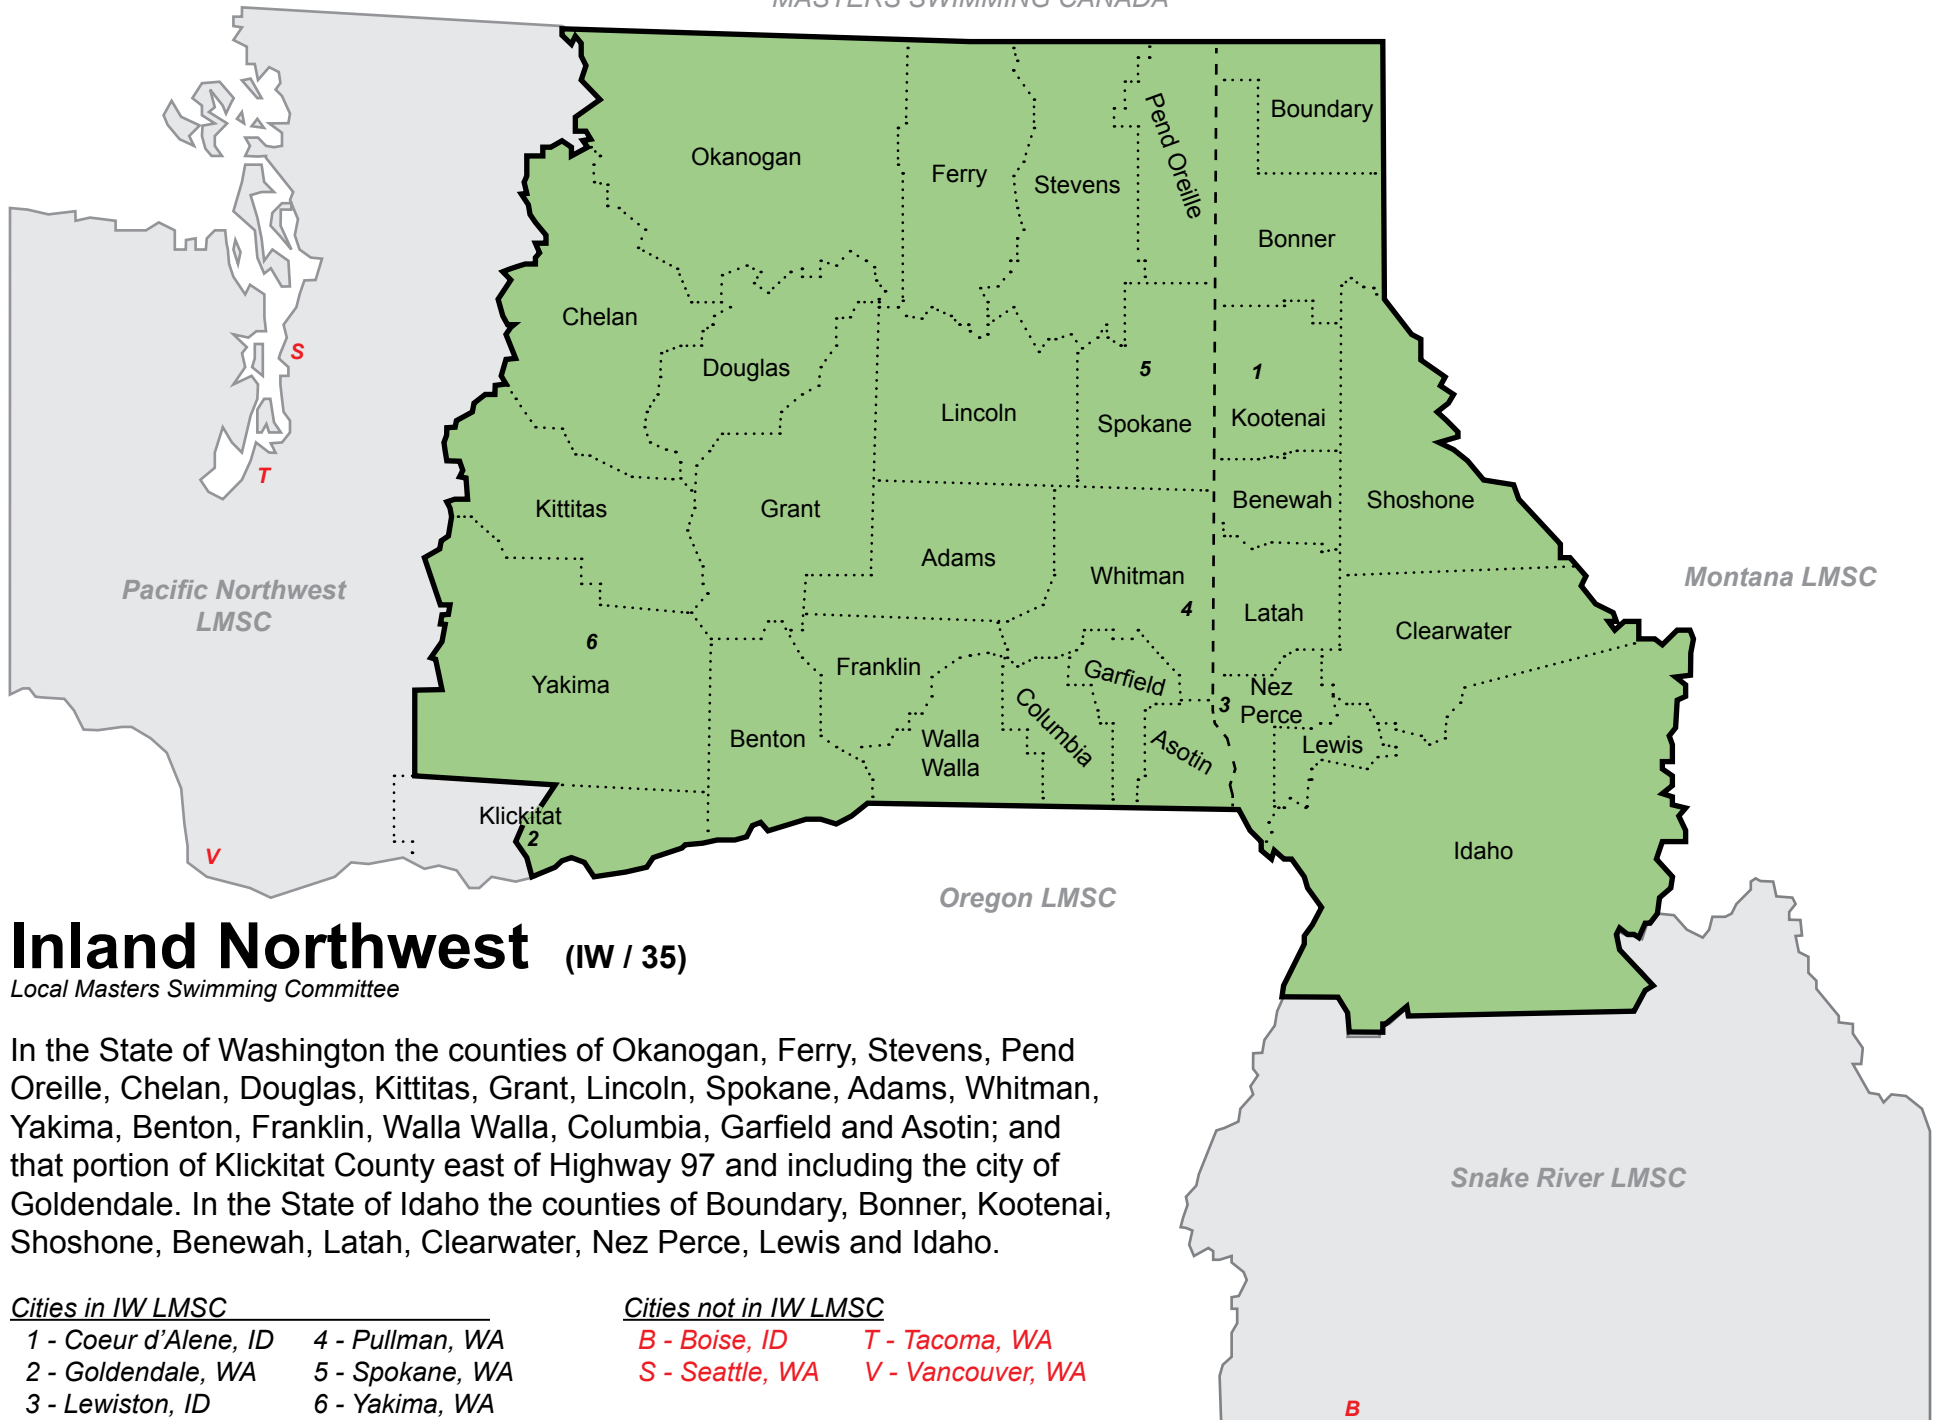 MASTERS SWIMMING CANADA
Boundary
Okanogan
Ferry
Stevens
Pend Oreille
Bonner
Chelan
S
Douglas
5
1
Lincoln
Spokane
Kootenai
T
Kittitas
Grant
Benewah
Shoshone
Adams
Whitman
Montana LMSC
Pacific Northwest
LMSC
4
Latah
Clearwater
6
Yakima
Franklin
Garfield
Nez
Perce
3
Columbia
Benton
Walla
Walla
Asotin
Lewis
Klickitat
2
V
Idaho
Oregon LMSC
Inland Northwest (IW / 35)
Local Masters Swimming Committee
In the State of Washington the counties of Okanogan, Ferry, Stevens, Pend
Oreille, Chelan, Douglas, Kittitas, Grant, Lincoln, Spokane, Adams, Whitman,
Yakima, Benton, Franklin, Walla Walla, Columbia, Garfield and Asotin; and
that portion of Klickitat County east of Highway 97 and including the city of
Goldendale. In the State of Idaho the counties of Boundary, Bonner, Kootenai,
Shoshone, Benewah, Latah, Clearwater, Nez Perce, Lewis and Idaho.
Snake River LMSC
Cities in IW LMSC
1 - Coeur d’Alene, ID
2 - Goldendale, WA
3 - Lewiston, ID
4 - Pullman, WA
5 - Spokane, WA
6 - Yakima, WA
Cities not in IW LMSC
B - Boise, ID
S - Seattle, WA
T - Tacoma, WA
V - Vancouver, WA
B